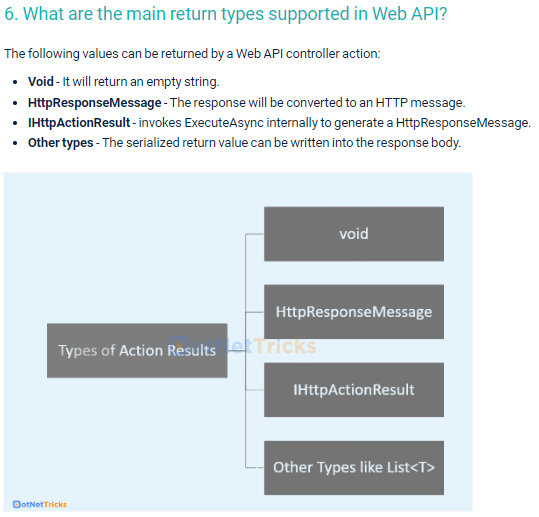 6. What are the main return types supported in Web API?
The following values can be returned by a Web API controller action:
• Void - It will return an empty string.
• HttpResponseMessage - The response will be converted to an HTTP message.
• IHttpActionResult - invokes ExecuteAsync internally to generate a HttpResponseMessage.
• Other types - The serialized return value can be written into the response body.
void
HttpResponseMessage
Types of Action Results
DotNetTricks
IHttpActionResult
Other Types like List<T>
DotNetTricks